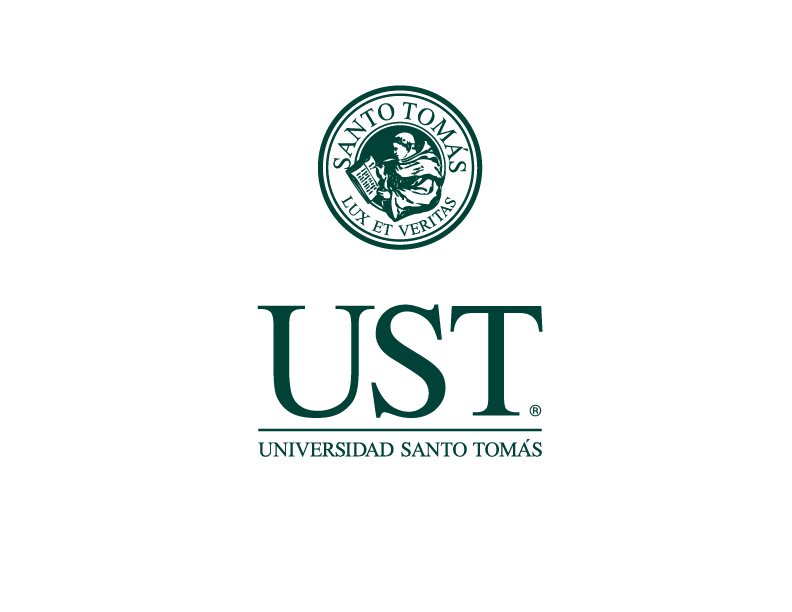 SANTO TOMÁS
LUX ET VERITAS
UST®
UNIVERSIDAD SANTO TOMÁS